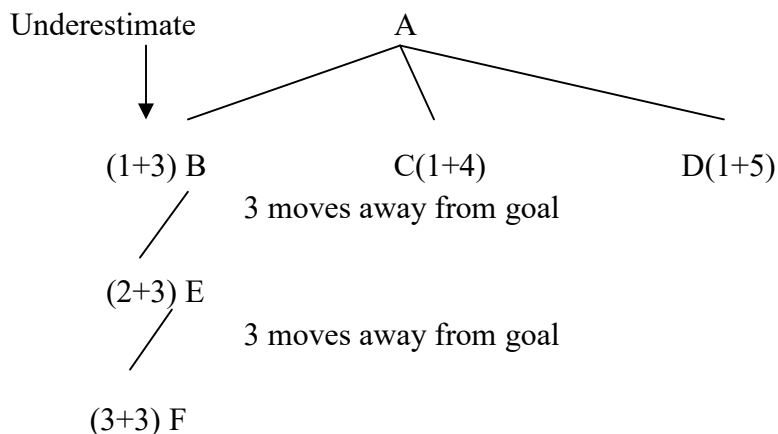 Underestimate A
(1+3) B C(1+4) D(1+5)
3 moves away from goal
(2+3) E
3 moves away from goal
(3+3) F